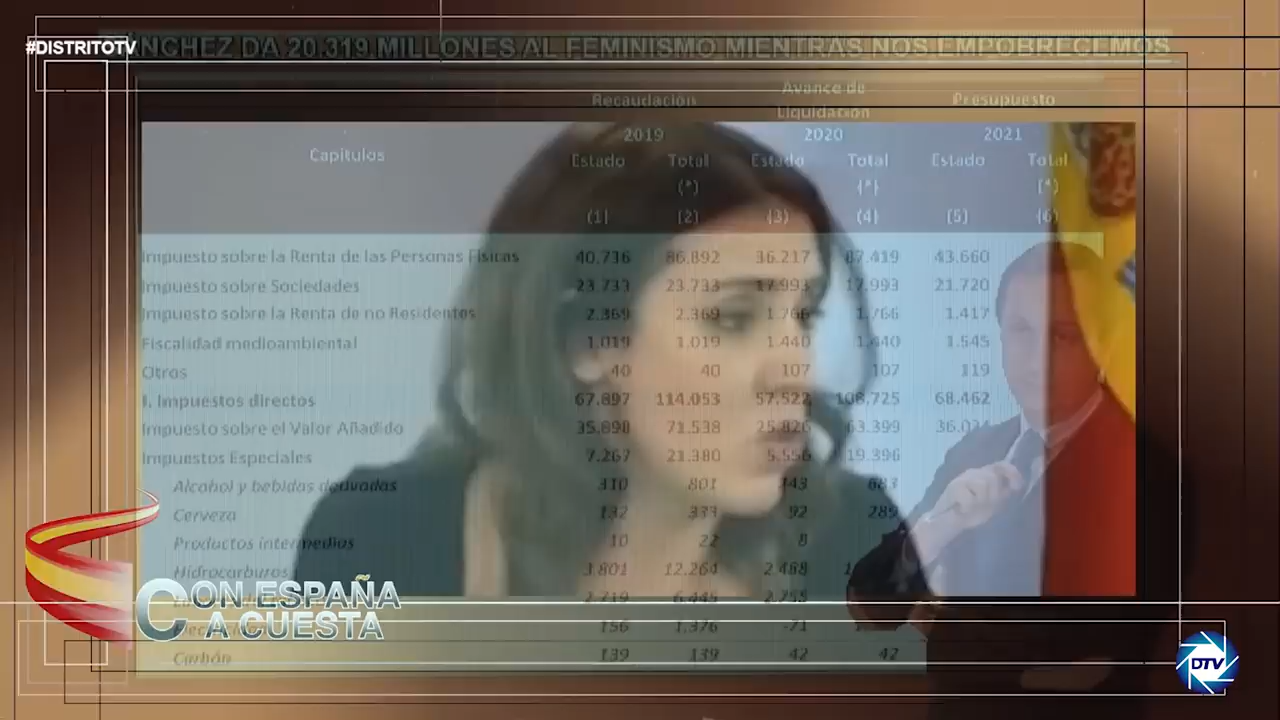 #DISTRITOTV
NCHEZ DA 20.319 MILLONES AL FEMINISMO MIENTRAS NOS EMPOBRECEMOS
Recaudación Avance de Liquidación Presupuesto
Capítulos 2019 2020 2021
Estado Total Estado Total Estado Total
(*) (*) (*)
(1) (2) (3) (4) (5) (6)
Impuesto sobre la Renta de las Personas Físicas 40.736 86.892 36.217 87.419 43.660
Impuesto sobre Sociedades 23.733 23.733 17.993 17.993 21.720
Impuesto sobre la Renta de no Residentes 2.369 2.369 1.766 1.766 1.417
Fiscalidad medioambiental 1.019 1.019 1.440 1.440 1.545
Otros 40 40 107 107 119
I. Impuestos directos 67.897 114.053 57.522 108.725 68.462
Impuesto sobre el Valor Añadido 35.898 71.538 25.826 63.399
Impuestos Especiales 7.267 21.380 5.556 19.396
Alcohol y bebidas derivadas 310 801 343 683
Cerveza 132 333 92 289
Productos intermedios 10 22 8
Hidrocarburos 3.801 12.264 2.488
2.719 6.445
156 1.376 -71
Carbón 139 139 42 42
CON ESPAÑA
A CUESTA
DTV